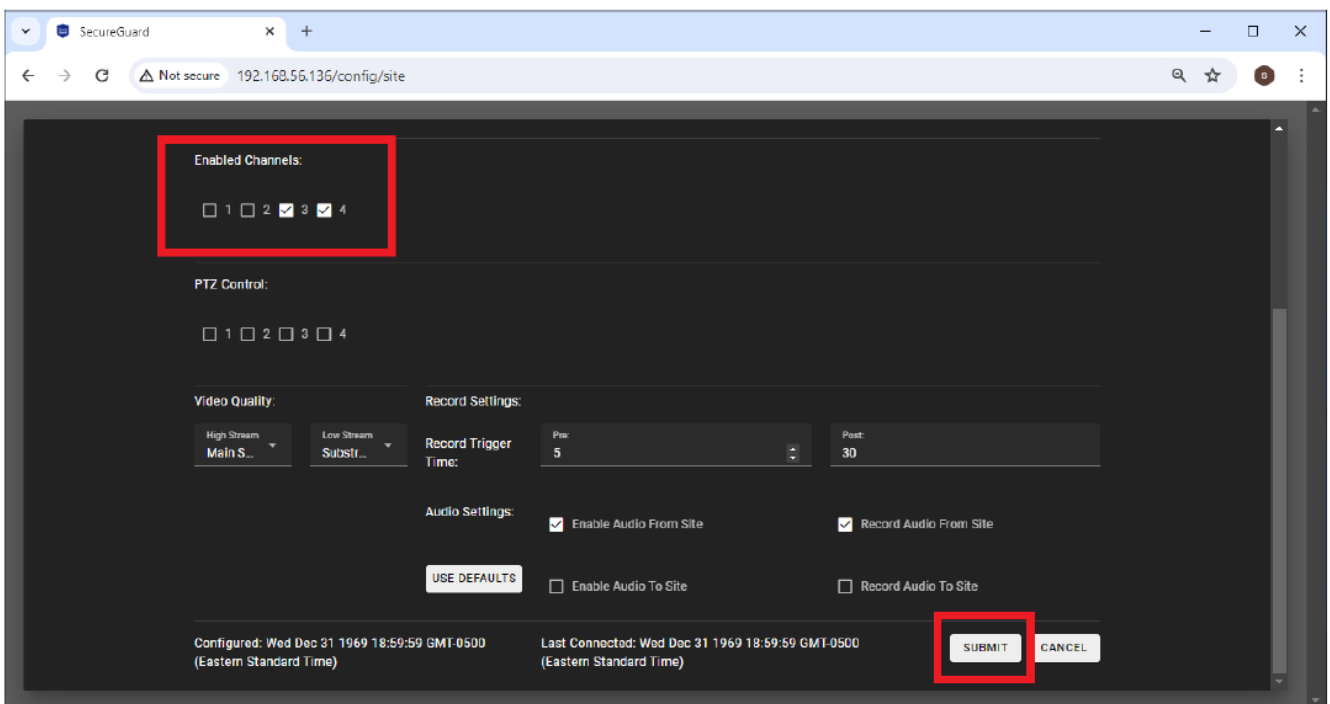 SecureGuard
Not secure 192.168.56.136/config/site
s
Enabled Channels:
1 2 3 4
PTZ Control:
1 2 3 4
Video Quality:
Record Settings:
High Stream
Main S...
Low Stream
Substr...
Record Trigger
Time:
Pre:
5
Post:
30
Audio Settings:
Enable Audio From Site
Record Audio From Site
USE DEFAULTS
Enable Audio To Site
Record Audio To Site
Configured: Wed Dec 31 1969 18:59:59 GMT-0500
(Eastern Standard Time)
Last Connected: Wed Dec 31 1969 18:59:59 GMT-0500
(Eastern Standard Time)
SUBMIT
CANCEL